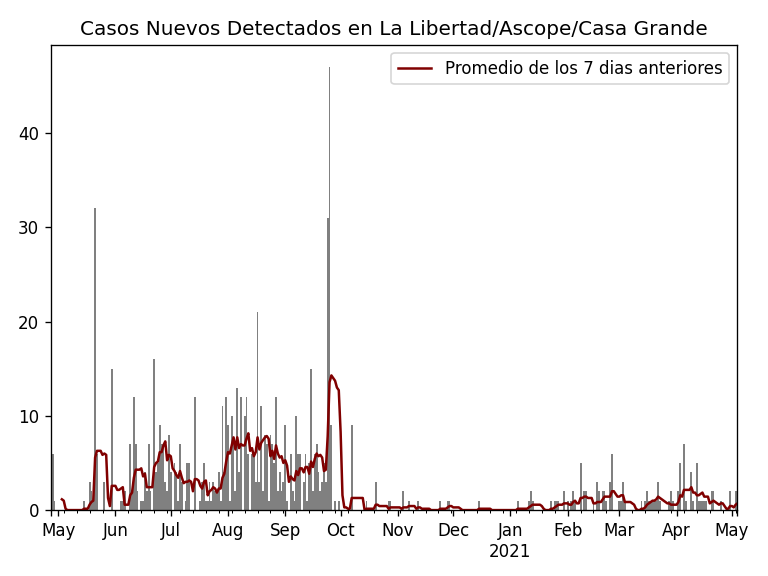 Casos Nuevos Detectados en La Libertad/Ascope/Casa Grande
Promedio de los 7 dias anteriores
40
30
20
10
0
May Jun Jul Aug Sep Oct Nov Dec Jan Feb Mar Apr May
2021